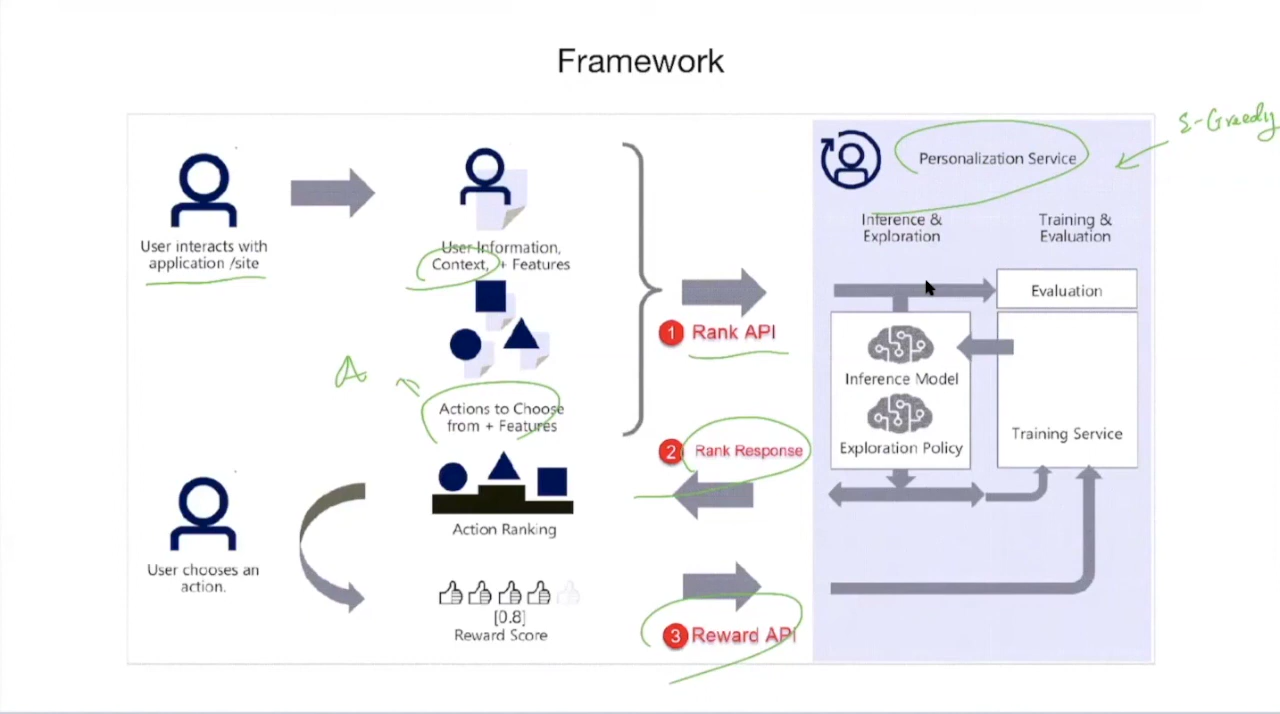 Framework
ε-Greedy
Personalization Service
User interacts with
application /site
User Information,
Context, + Features
Inference &
Exploration
Training &
Evaluation
Evaluation
1 Rank API
A
Actions to Choose
from + Features
Inference Model
Exploration Policy
Training Service
2 Rank Response
Action Ranking
User chooses an
action.
[0.8]
Reward Score
3 Reward API